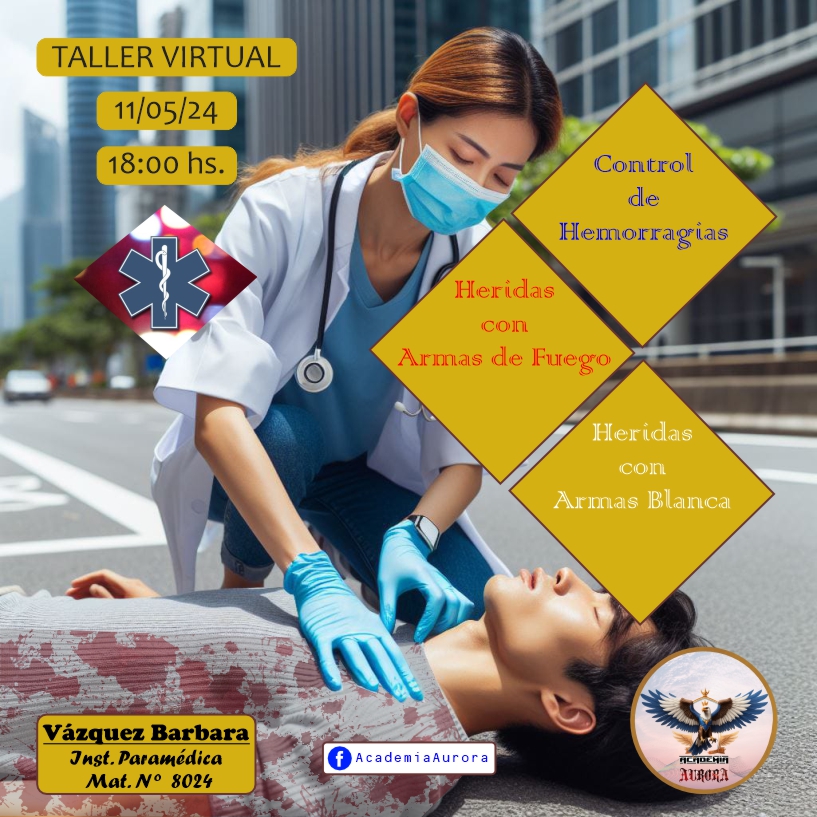 TALLER VIRTUAL
11/05/24
18:00 hs.
Control
de
Hemorragias
Heridas
con
Armas de Fuego
Heridas
con
Armas Blanca
Vázquez Barbara
Inst. Paramédica
Mat. Nº 8024
AcademiaAurora
ACADEMIA
AURORA